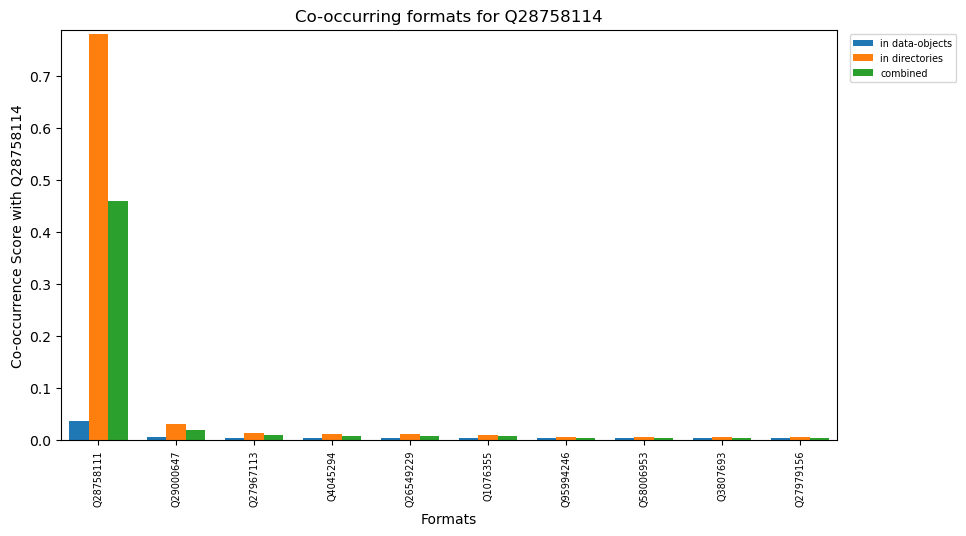 Co-occurring formats for Q28758114
in data-objects
in directories
combined
Co-occurrence Score with Q28758114
0.7
0.6
0.5
0.4
0.3
0.2
0.1
0.0
Q28758111
Q29000647
Q27967113
Q4045294
Q26549229
Q1076355
Q95994246
Q58006953
Q3807693
Q27979156
Formats